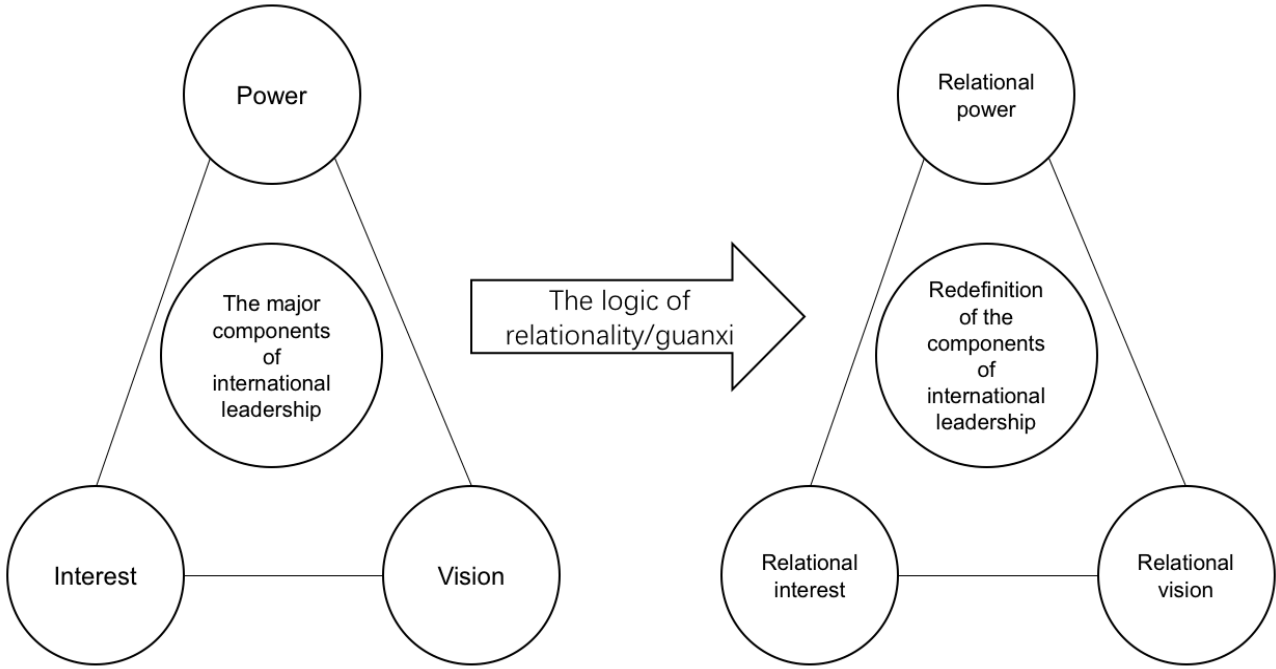 Power
The major
components
of
international
leadership
Interest
Vision
The logic of
relationality/guanxi
Relational
power
Redefinition
of the
components
of
international
leadership
Relational
interest
Relational
vision